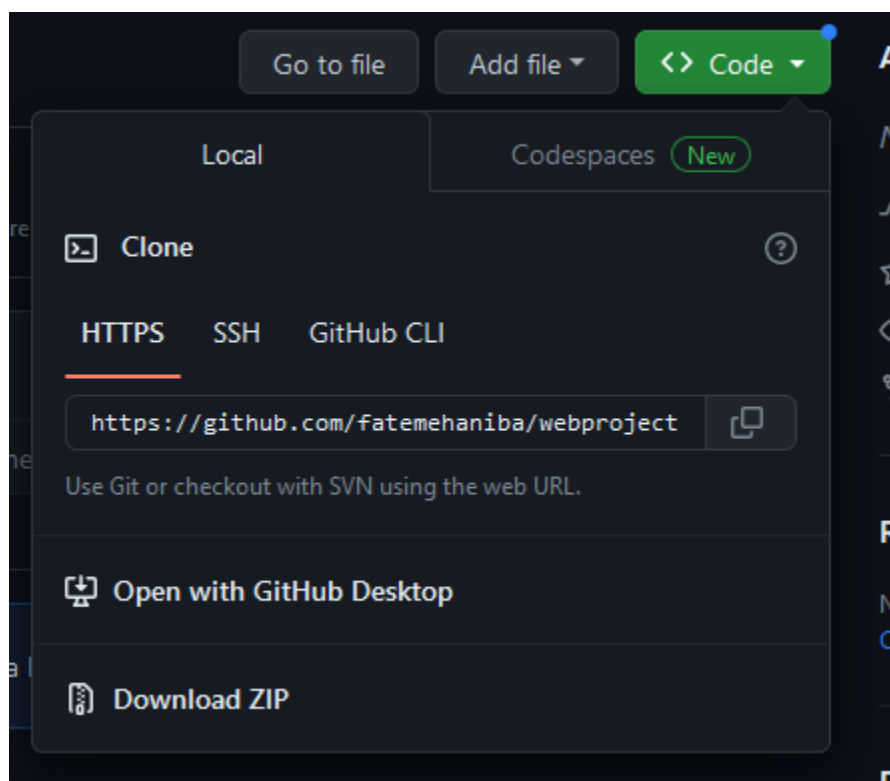 Go to file Add file <> Code
Local Codespaces New
Clone
HTTPS SSH GitHub CLI
https://github.com/fatemehaniba/webproject
Use Git or checkout with SVN using the web URL.
Open with GitHub Desktop
Download ZIP